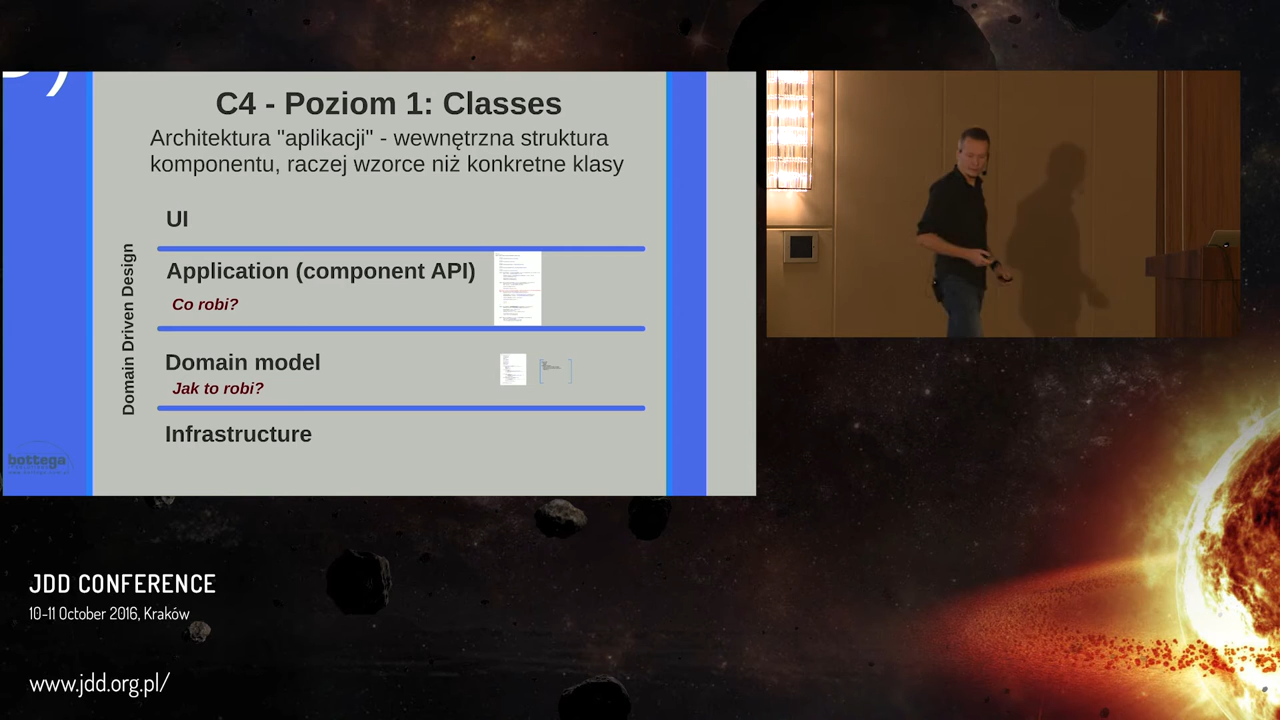 C4 - Poziom 1: Classes
Architektura "aplikacji" - wewnętrzna struktura
komponentu, raczej wzorce niż konkretne klasy
UI
Application (component API)
Co robi?
Domain model
Jak to robi?
Infrastructure
Domain Driven Design
bottega
JDD CONFERENCE
10-11 October 2016, Kraków
www.jdd.org.pl/